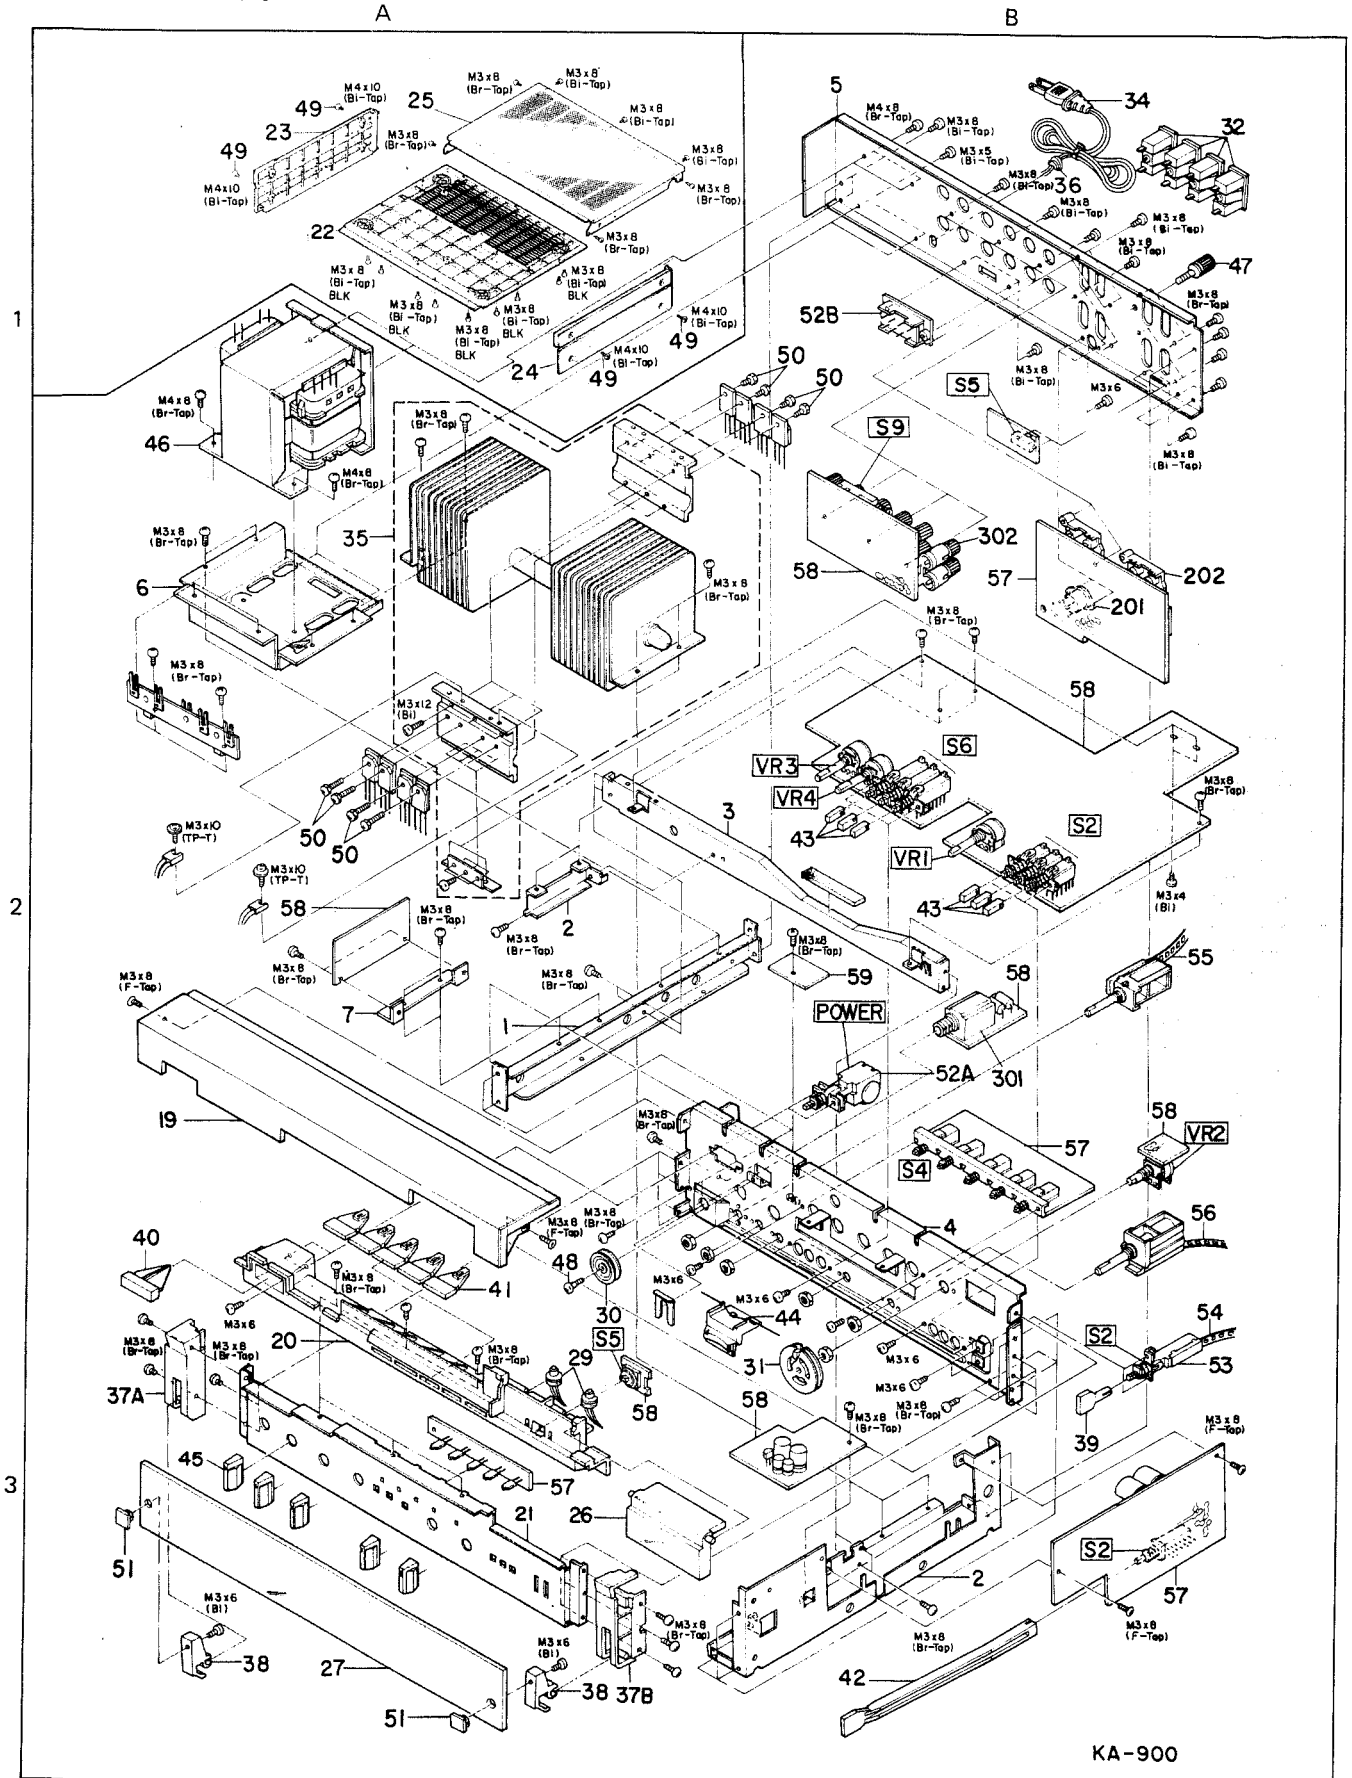 A
B
M4x10
(Bi-Tap)
49
23
49
M4x10
(Bi-Tap)
M3x8
(Br-Tap)
25
M3x8
(Br-Tap)
M3x8
(Bi-Tap)
M3x8
(Bi-Tap)
M3x8
(Bi-Tap)
M3x8
(Br-Tap)
M3x8
(Br-Tap)
22
M3x8
(Bi-Tap)
BLK
M3x8
(Bi-Tap)
BLK
M3x8
(Bi-Tap)
BLK
M3x8
(Bi-Tap)
BLK
M3x8
(Bi-Tap)
BLK
24
M4x10
(Bi-Tap)
49
M4x10
(Bi-Tap)
49
5
M4x8
(Br-Tap)
M3x8
(Bi-Tap)
M3x5
(Bi-Tap)
34
32
M3x8
(Bi-Tap)
36
M3x8
(Bi-Tap)
M3x8
(Bi-Tap)
M3x8
(Bi-Tap)
47
M3x8
(Br-Tap)
52B
M3x8
(Bi-Tap)
M3x6
S5
M3x8
(Bi-Tap)
1
M4x8
(Br-Tap)
46
M4x8
(Br-Tap)
M3x8
(Br-Tap)
50
50
35
M3x8
(Br-Tap)
6
M3x8
(Br-Tap)
S9
302
58
57
202
201
M3x8
(Br-Tap)
M3x8
(Br-Tap)
M3x12
(Bi)
50
50
M3x10
(TP-T)
M3x10
(TP-T)
58
VR3
S6
VR4
43
VR1
S2
43
M3x8
(Br-Tap)
M3x4
(Bi)
3
2
58
M3x8
(Br-Tap)
M3x8
(Br-Tap)
2
M3x8
(Br-Tap)
7
M3x8
(F-Tap)
M3x8
(Br-Tap)
1
M3x8
(Br-Tap)
59
55
58
301
POWER
52A
19
M3x8
(Br-Tap)
57
S4
58
VR2
56
4
M3x8
(F-Tap)
M3x8
(Br-Tap)
40
41
48
30
M3x6
44
M3x6
M3x6
M3x8
(Br-Tap)
M3x8
(Br-Tap)
M3x8
(Br-Tap)
37A
20
M3x8
(Br-Tap)
29
S5
58
31
M3x6
M3x6
M3x8
(Br-Tap)
54
S2
53
39
M3x8
(F-Tap)
58
M3x8
(Br-Tap)
3
45
57
21
26
51
S2
57
M3x8
(F-Tap)
2
M3x8
(Br-Tap)
M3x6
(BI)
38
27
M3x6
(BI)
38
37B
M3x8
(Br-Tap)
51
42
KA-900